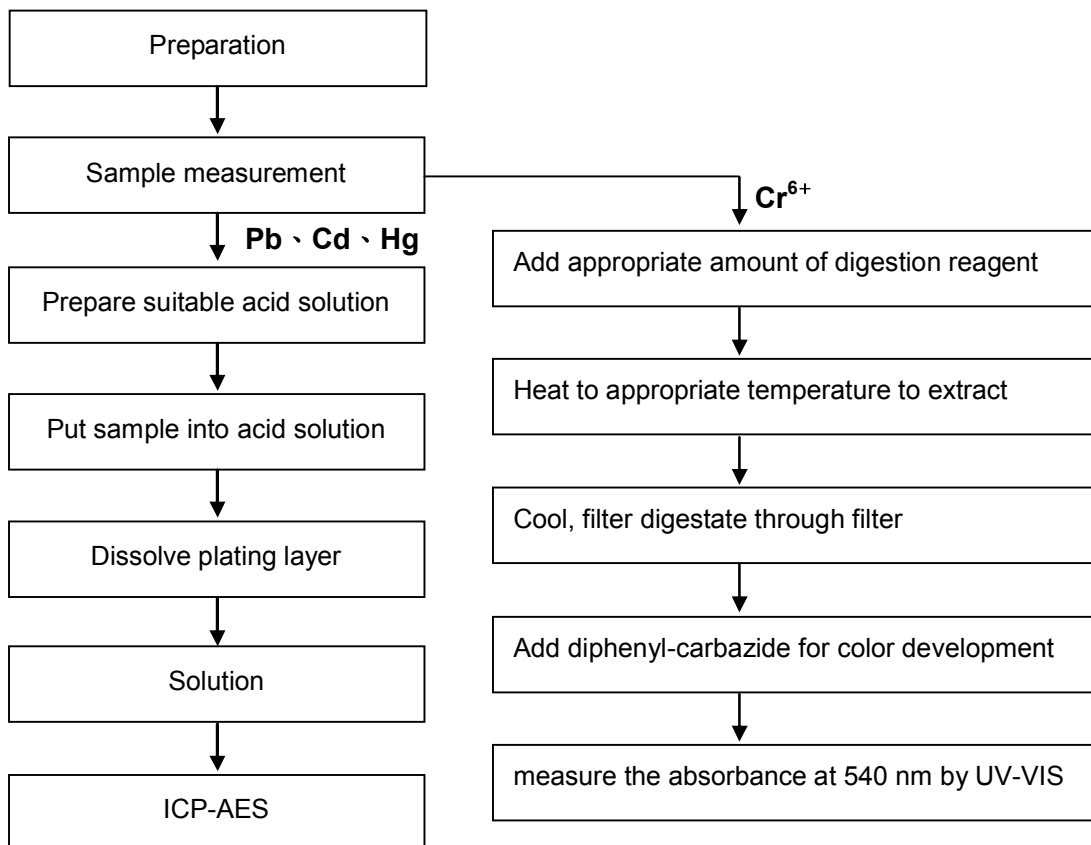 Preparation
Sample measurement
Pb、Cd、Hg
Prepare suitable acid solution
Put sample into acid solution
Dissolve plating layer
Solution
ICP-AES
Cr⁶⁺
Add appropriate amount of digestion reagent
Heat to appropriate temperature to extract
Cool, filter digestate through filter
Add diphenyl-carbazide for color development
measure the absorbance at 540 nm by UV-VIS